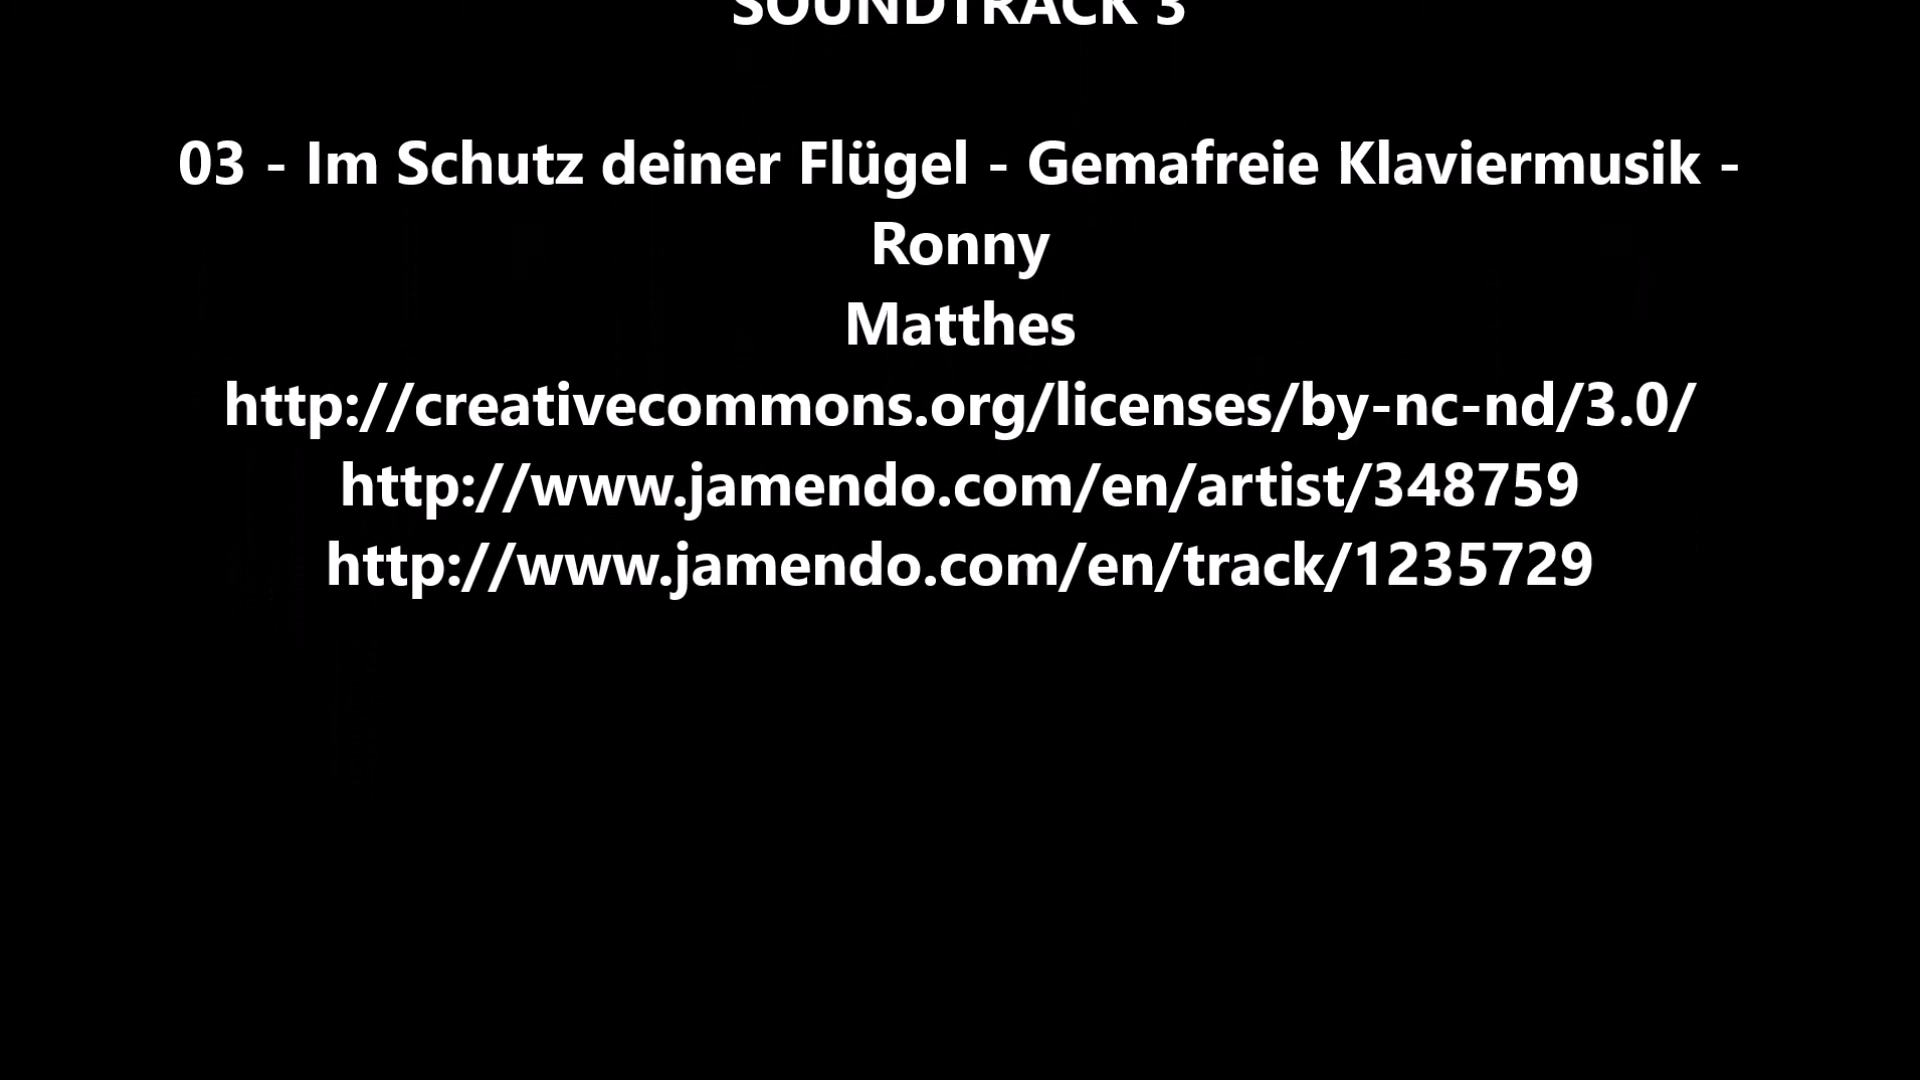 SOUNDTRACK 3
03 - Im Schutz deiner Flügel - Gemafreie Klaviermusik -
Ronny
Matthes
http://creativecommons.org/licenses/by-nc-nd/3.0/
http://www.jamendo.com/en/artist/348759
http://www.jamendo.com/en/track/1235729